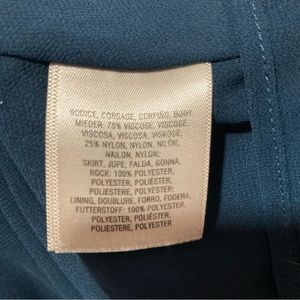 BODICE, CORSAGE, CORPIÑO, BODY,
MIEDER: 75% VISCOSE, VISCOSE,
VISCOSA, VISCOSA, VISKOSE,
25% NYLON, NYLON, NILÓN,
NAILON, NYLON,
SKIRT, JUPE, FALDA, GONNA,
ROCK: 100% POLYESTER,
POLYESTER, POLIÉSTER,
POLIESTERE, POLYESTER;
LINING, DOUBLURE, FORRO, FODERA,
FUTTERSTOFF: 100% POLYESTER,
POLYESTER, POLIÉSTER,
POLIESTERE, POLYESTER